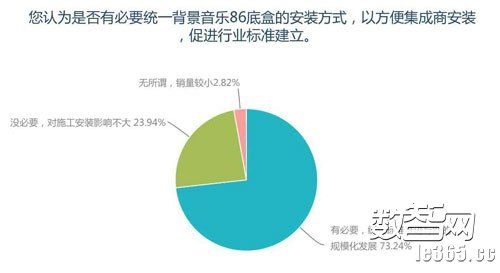 您认为是否有必要统一背景音乐86底盒的安装方式，以方便集成商安装
，促进行业标准建立。
无所谓，销量较小2.82%
没必要，对施工安装影响不大 23.94%
有必要，
规模化发展 73.24%
数智网
le365.cc